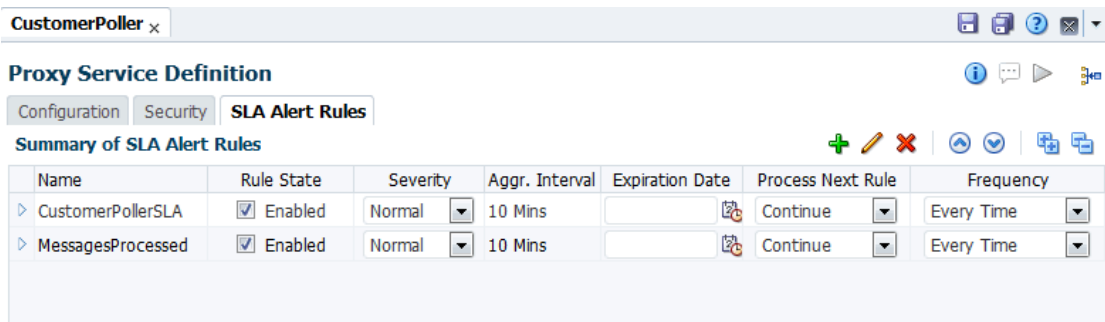 CustomerPoller
Proxy Service Definition
Configuration Security SLA Alert Rules
Summary of SLA Alert Rules
Name Rule State Severity Aggr. Interval Expiration Date Process Next Rule Frequency
CustomerPollerSLA Enabled Normal 10 Mins Continue Every Time
MessagesProcessed Enabled Normal 10 Mins Continue Every Time